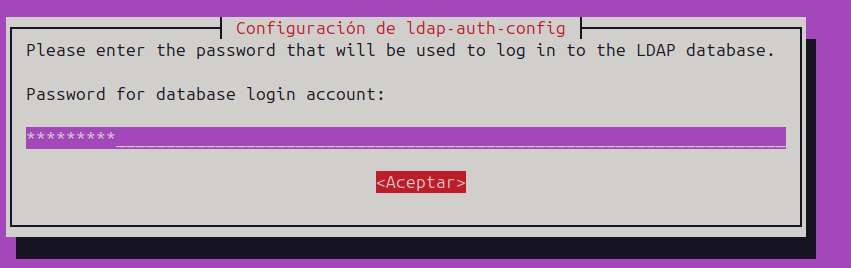 Configuración de ldap-auth-config
Please enter the password that will be used to log in to the LDAP database.
Password for database login account:
*********
<Aceptar>